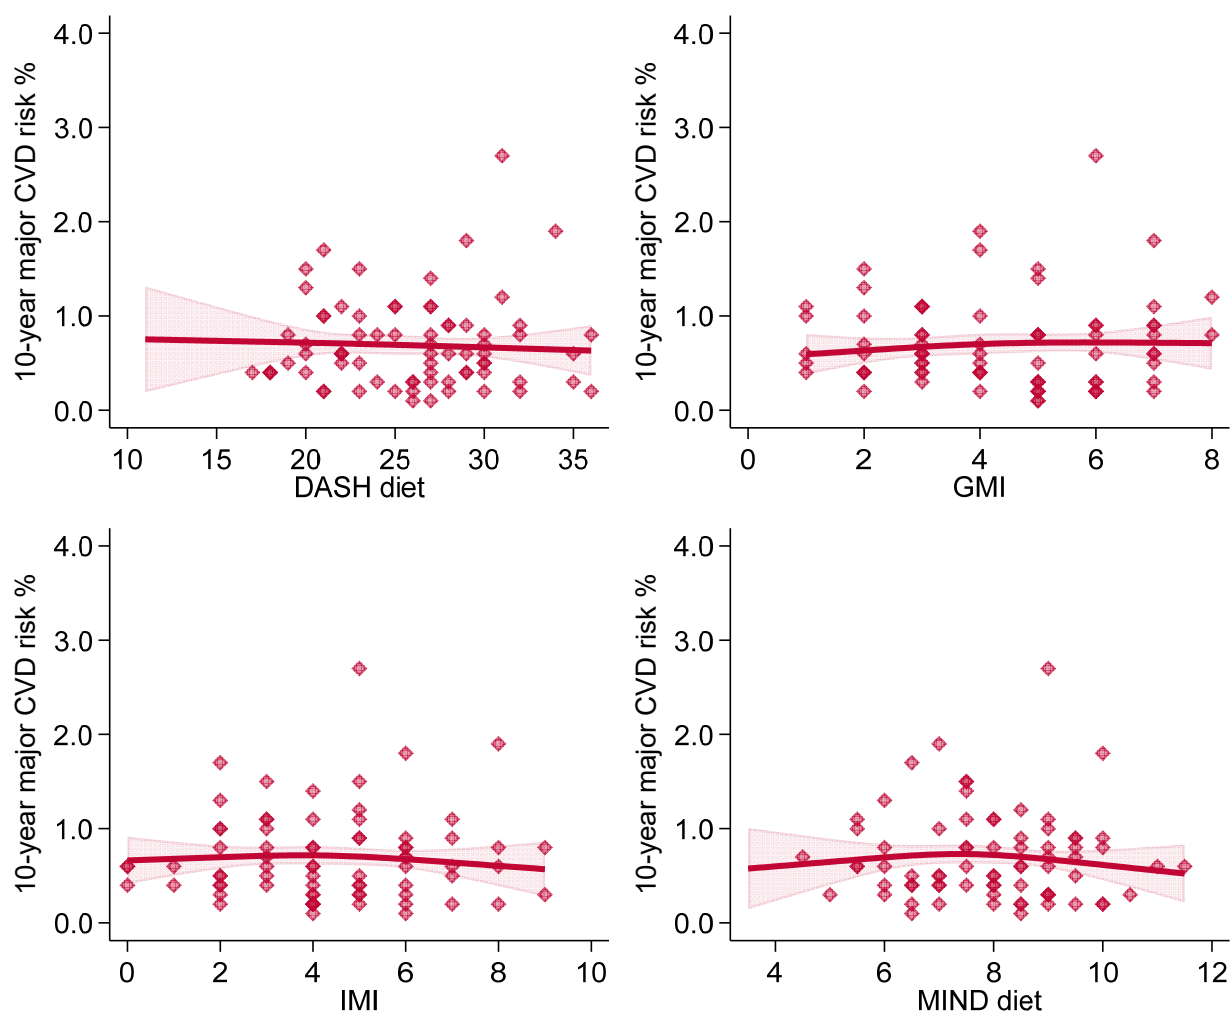 10-year major CVD risk %
4.0
3.0
2.0
1.0
0.0
10 15 20 25 30 35
DASH diet
10-year major CVD risk %
4.0
3.0
2.0
1.0
0.0
0 2 4 6 8
GMI
10-year major CVD risk %
4.0
3.0
2.0
1.0
0.0
0 2 4 6 8 10
IMI
10-year major CVD risk %
4.0
3.0
2.0
1.0
0.0
4 6 8 10 12
MIND diet